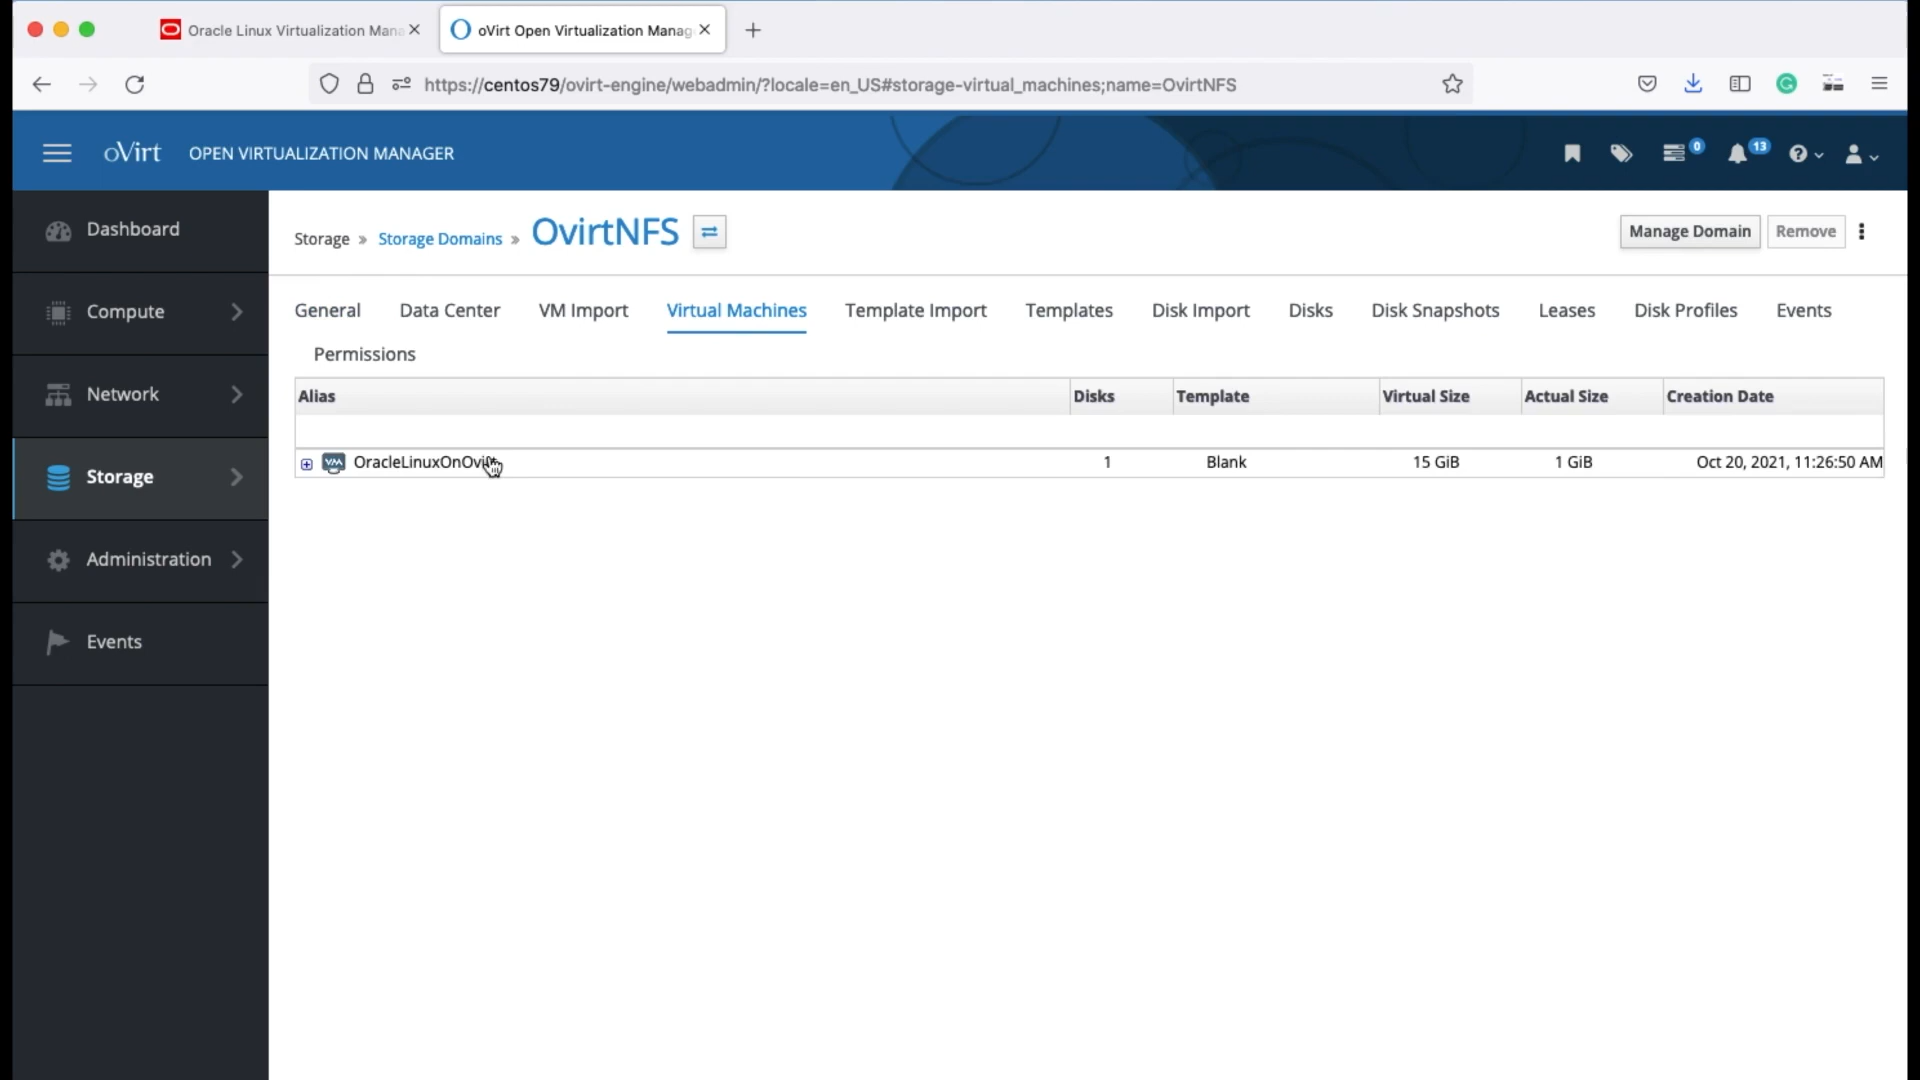 Oracle Linux Virtualization Mana
oVirt Open Virtualization Manag
https://centos79/ovirt-engine/webadmin/?locale=en_US#storage-virtual_machines;name=OvirtNFS
oVirt OPEN VIRTUALIZATION MANAGER
0
13
Dashboard
Compute
Network
Storage
Administration
Events
Storage » Storage Domains » OvirtNFS
Manage Domain Remove
General Data Center VM Import Virtual Machines Template Import Templates Disk Import Disks Disk Snapshots Leases Disk Profiles Events
Permissions
Alias Disks Template Virtual Size Actual Size Creation Date
VM OracleLinuxOnOvirt 1 Blank 15 GiB 1 GiB Oct 20, 2021, 11:26:50 AM